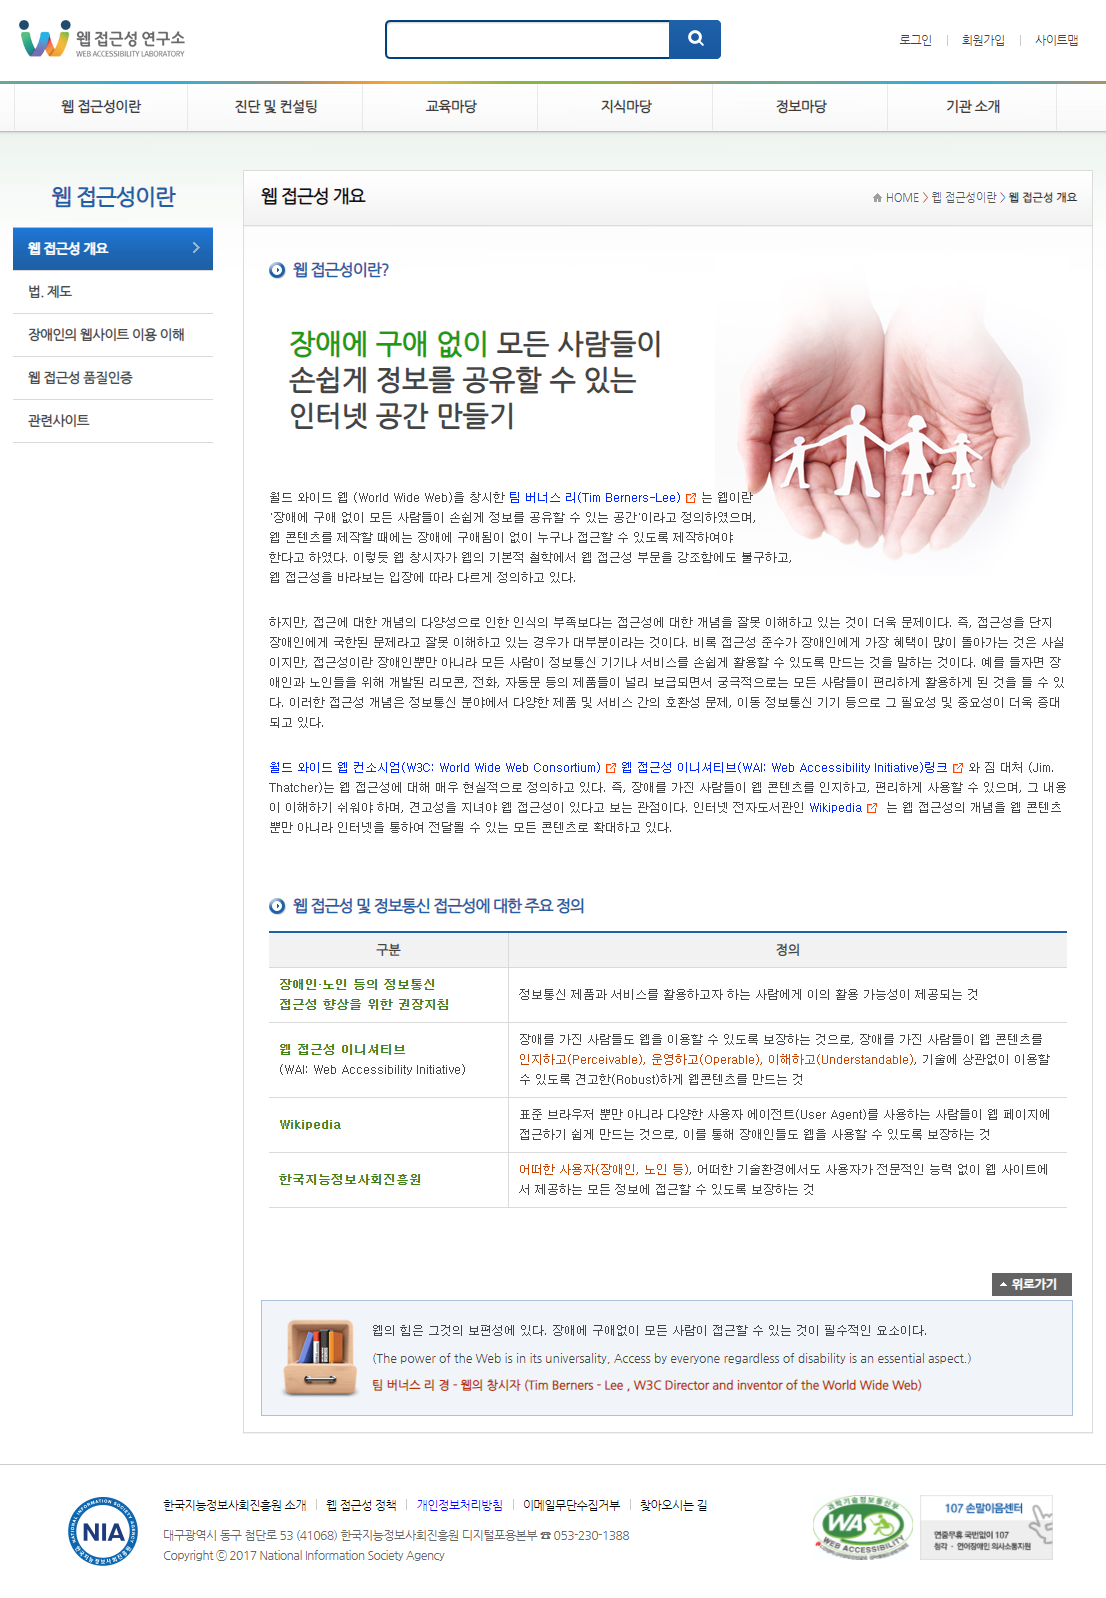 웹 접근성 연구소
WEB ACCESSIBILITY LABORATORY
로그인
회원가입
사이트맵
웹 접근성이란
진단 및 컨설팅
교육마당
지식마당
정보마당
기관 소개
웹 접근성이란
웹 접근성 개요
법. 제도
장애인의 웹사이트 이용 이해
웹 접근성 품질인증
관련사이트
웹 접근성 개요
HOME > 웹 접근성이란 > 웹 접근성 개요
웹 접근성이란?
장애에 구애 없이 모든 사람들이
손쉽게 정보를 공유할 수 있는
인터넷 공간 만들기
월드 와이드 웹 (World Wide Web)을 창시한 팀 버너스 리(Tim Berners-Lee) 는 웹이란
'장애에 구애 없이 모든 사람들이 손쉽게 정보를 공유할 수 있는 공간'이라고 정의하였으며,
웹 콘텐츠를 제작할 때에는 장애에 구애됨이 없이 누구나 접근할 수 있도록 제작하여야
한다고 하였다. 이렇듯 웹 창시자가 웹의 기본적 철학에서 웹 접근성 부문을 강조함에도 불구하고,
웹 접근성을 바라보는 입장에 따라 다르게 정의하고 있다.
하지만, 접근에 대한 개념의 다양성으로 인한 인식의 부족보다는 접근성에 대한 개념을 잘못 이해하고 있는 것이 더욱 문제이다. 즉, 접근성을 단지
장애인에게 국한된 문제라고 잘못 이해하고 있는 경우가 대부분이라는 것이다. 비록 접근성 준수가 장애인에게 가장 혜택이 많이 돌아가는 것은 사실
이지만, 접근성이란 장애인뿐만 아니라 모든 사람이 정보통신 기기나 서비스를 손쉽게 활용할 수 있도록 만드는 것을 말하는 것이다. 예를 들자면 장
애인과 노인들을 위해 개발된 리모콘, 전화, 자동문 등의 제품들이 널리 보급되면서 궁극적으로는 모든 사람들이 편리하게 활용하게 된 것을 들 수 있
다. 이러한 접근성 개념은 정보통신 분야에서 다양한 제품 및 서비스 간의 호환성 문제, 이동 정보통신 기기 등으로 그 필요성 및 중요성이 더욱 증대
되고 있다.
월드 와이드 웹 컨소시엄(W3C: World Wide Web Consortium) 웹 접근성 이니셔티브(WAI: Web Accessibility Initiative)링크 와 짐 대처 (Jim.
Thatcher)는 웹 접근성에 대해 매우 현실적으로 정의하고 있다. 즉, 장애를 가진 사람들이 웹 콘텐츠를 인지하고, 편리하게 사용할 수 있으며, 그 내용
이 이해하기 쉬워야 하며, 견고성을 지녀야 웹 접근성이 있다고 보는 관점이다. 인터넷 전자도서관인 Wikipedia 는 웹 접근성의 개념을 웹 콘텐츠
뿐만 아니라 인터넷을 통하여 전달될 수 있는 모든 콘텐츠로 확대하고 있다.
웹 접근성 및 정보통신 접근성에 대한 주요 정의
구분
정의
장애인·노인 등의 정보통신
접근성 향상을 위한 권장지침
정보통신 제품과 서비스를 활용하고자 하는 사람에게 이의 활용 가능성이 제공되는 것
웹 접근성 이니셔티브
(WAI: Web Accessibility Initiative)
장애를 가진 사람들도 웹을 이용할 수 있도록 보장하는 것으로, 장애를 가진 사람들이 웹 콘텐츠를
인지하고(Perceivable), 운영하고(Operable), 이해하고(Understandable), 기술에 상관없이 이용할
수 있도록 견고한(Robust)하게 웹콘텐츠를 만드는 것
Wikipedia
표준 브라우저 뿐만 아니라 다양한 사용자 에이전트(User Agent)를 사용하는 사람들이 웹 페이지에
접근하기 쉽게 만드는 것으로, 이를 통해 장애인들도 웹을 사용할 수 있도록 보장하는 것
한국지능정보사회진흥원
어떠한 사용자(장애인, 노인 등), 어떠한 기술환경에서도 사용자가 전문적인 능력 없이 웹 사이트에
서 제공하는 모든 정보에 접근할 수 있도록 보장하는 것
위로가기
웹의 힘은 그것의 보편성에 있다. 장애에 구애없이 모든 사람이 접근할 수 있는 것이 필수적인 요소이다.
(The power of the Web is in its universality, Access by everyone regardless of disability is an essential aspect.)
팀 버너스 리 경 - 웹의 창시자 (Tim Berners - Lee , W3C Director and inventor of the World Wide Web)
NATIONAL INFORMATION SOCIETY AGENCY
NIA
한국지능정보사회진흥원
한국지능정보사회진흥원 소개
웹 접근성 정책
개인정보처리방침
이메일무단수집거부
찾아오시는 길
대구광역시 동구 첨단로 53 (41068) 한국지능정보사회진흥원 디지털포용본부 ☎ 053-230-1388
Copyright ⓒ 2017 National Information Society Agency
과학기술정보통신부
WA
WEB ACCESSIBILITY
107 손말이음센터
연중무휴 국번없이 107
청각 · 언어장애인 의사소통지원